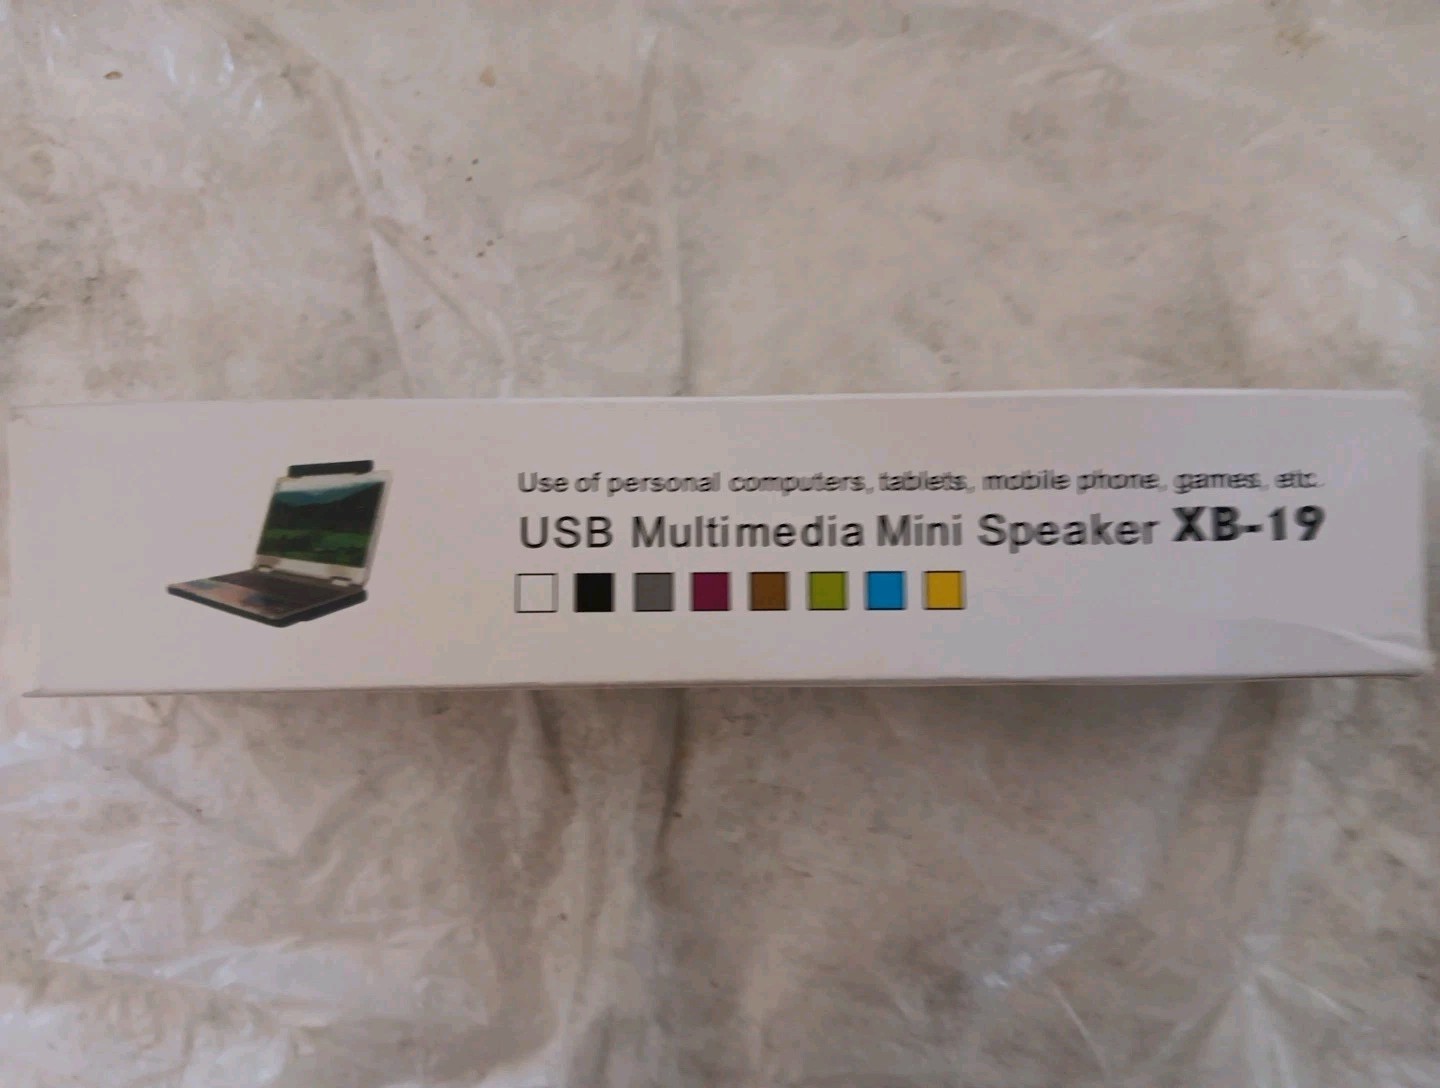 Use of personal computers, tablets, mobile phone, games, etc.
USB Multimedia Mini Speaker XB-19